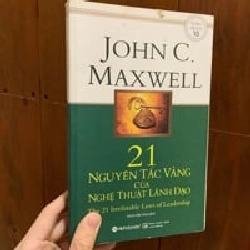 JOHN C.
MAXWELL
21
NGUYÊN TẮC VÀNG
CỦA
NGHỆ THUẬT LÃNH ĐẠO
The 21 Irrefutable Laws of Leadership